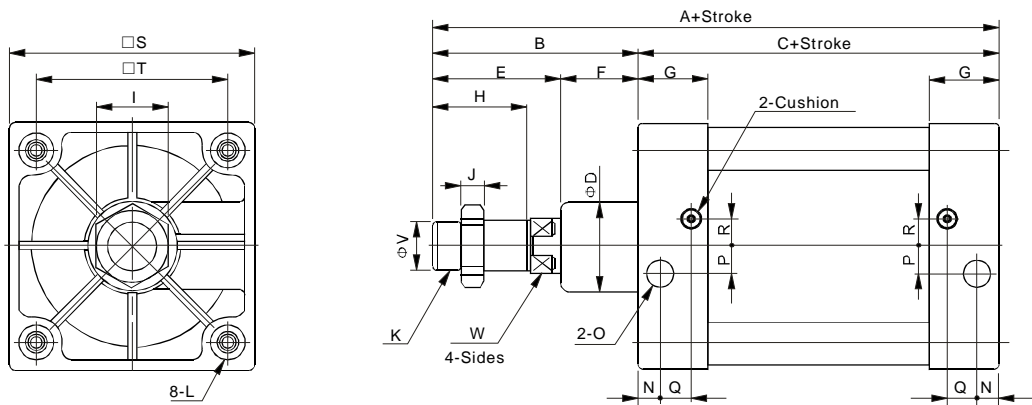 □S
□T
I
8-L
A+Stroke
B
C+Stroke
E
F
G
G
H
2-Cushion
J
ΦD
ΦV
R
R
P
P
K
W
4-Sides
2-O
N
Q
Q
N